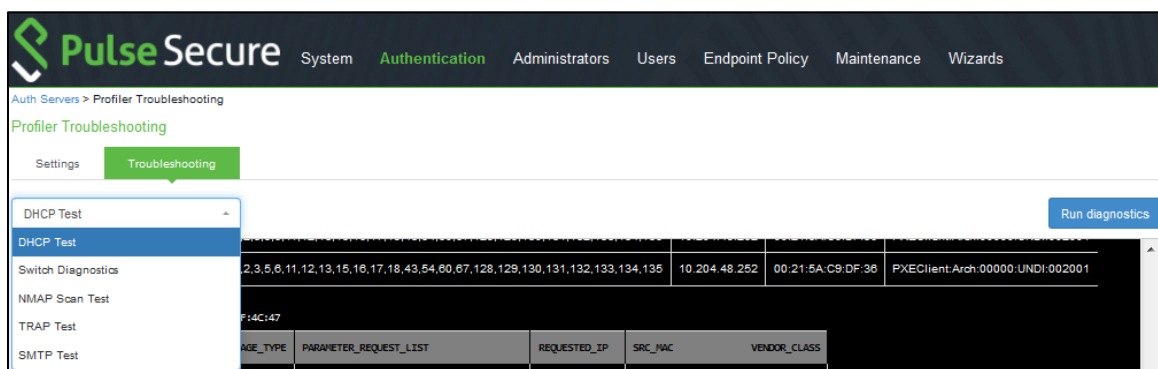 Pulse Secure System Authentication Administrators Users Endpoint Policy Maintenance Wizards
Auth Servers > Profiler Troubleshooting
Profiler Troubleshooting
Settings Troubleshooting
DHCP Test Run diagnostics
DHCP Test
Switch Diagnostics ,2,3,5,6,11,12,13,15,16,17,18,43,54,60,67,128,129,130,131,132,133,134,135 10.204.48.252 00:21:5A:C9:DF:36 PXEClient:Arch:00000:UNDI:002001
NMAP Scan Test
F:4C:47
TRAP Test
AGE_TYPE PARAMETER_REQUEST_LIST REQUESTED_IP SRC_MAC VENDOR_CLASS
SMTP Test